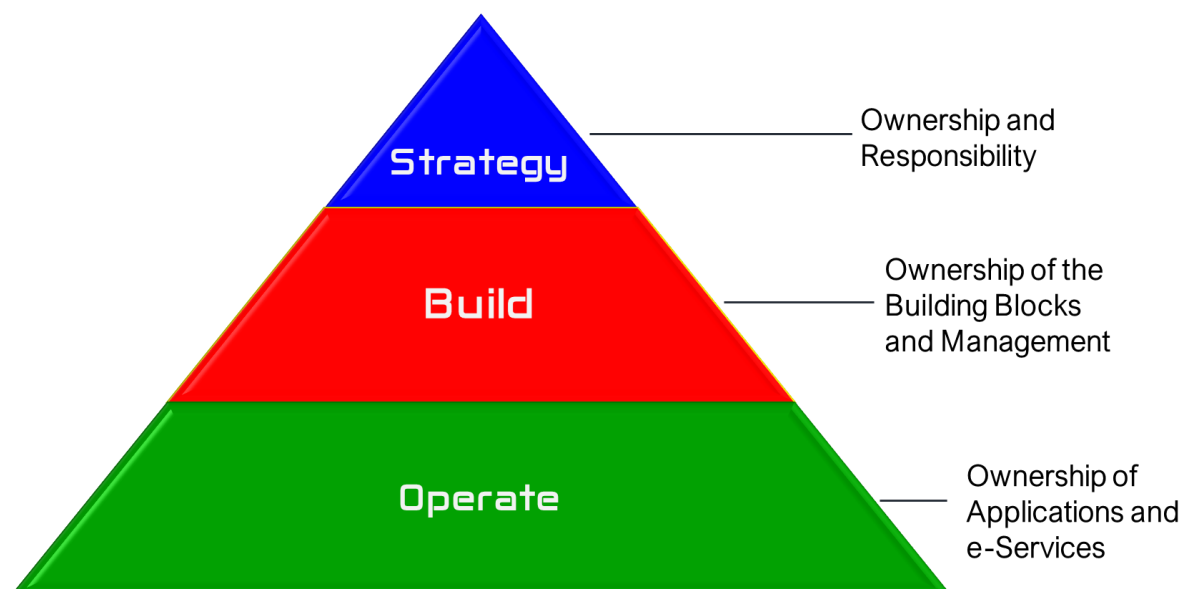 Strategy
Ownership and
Responsibility
Build
Ownership of the
Building Blocks
and Management
Operate
Ownership of
Applications and
e-Services